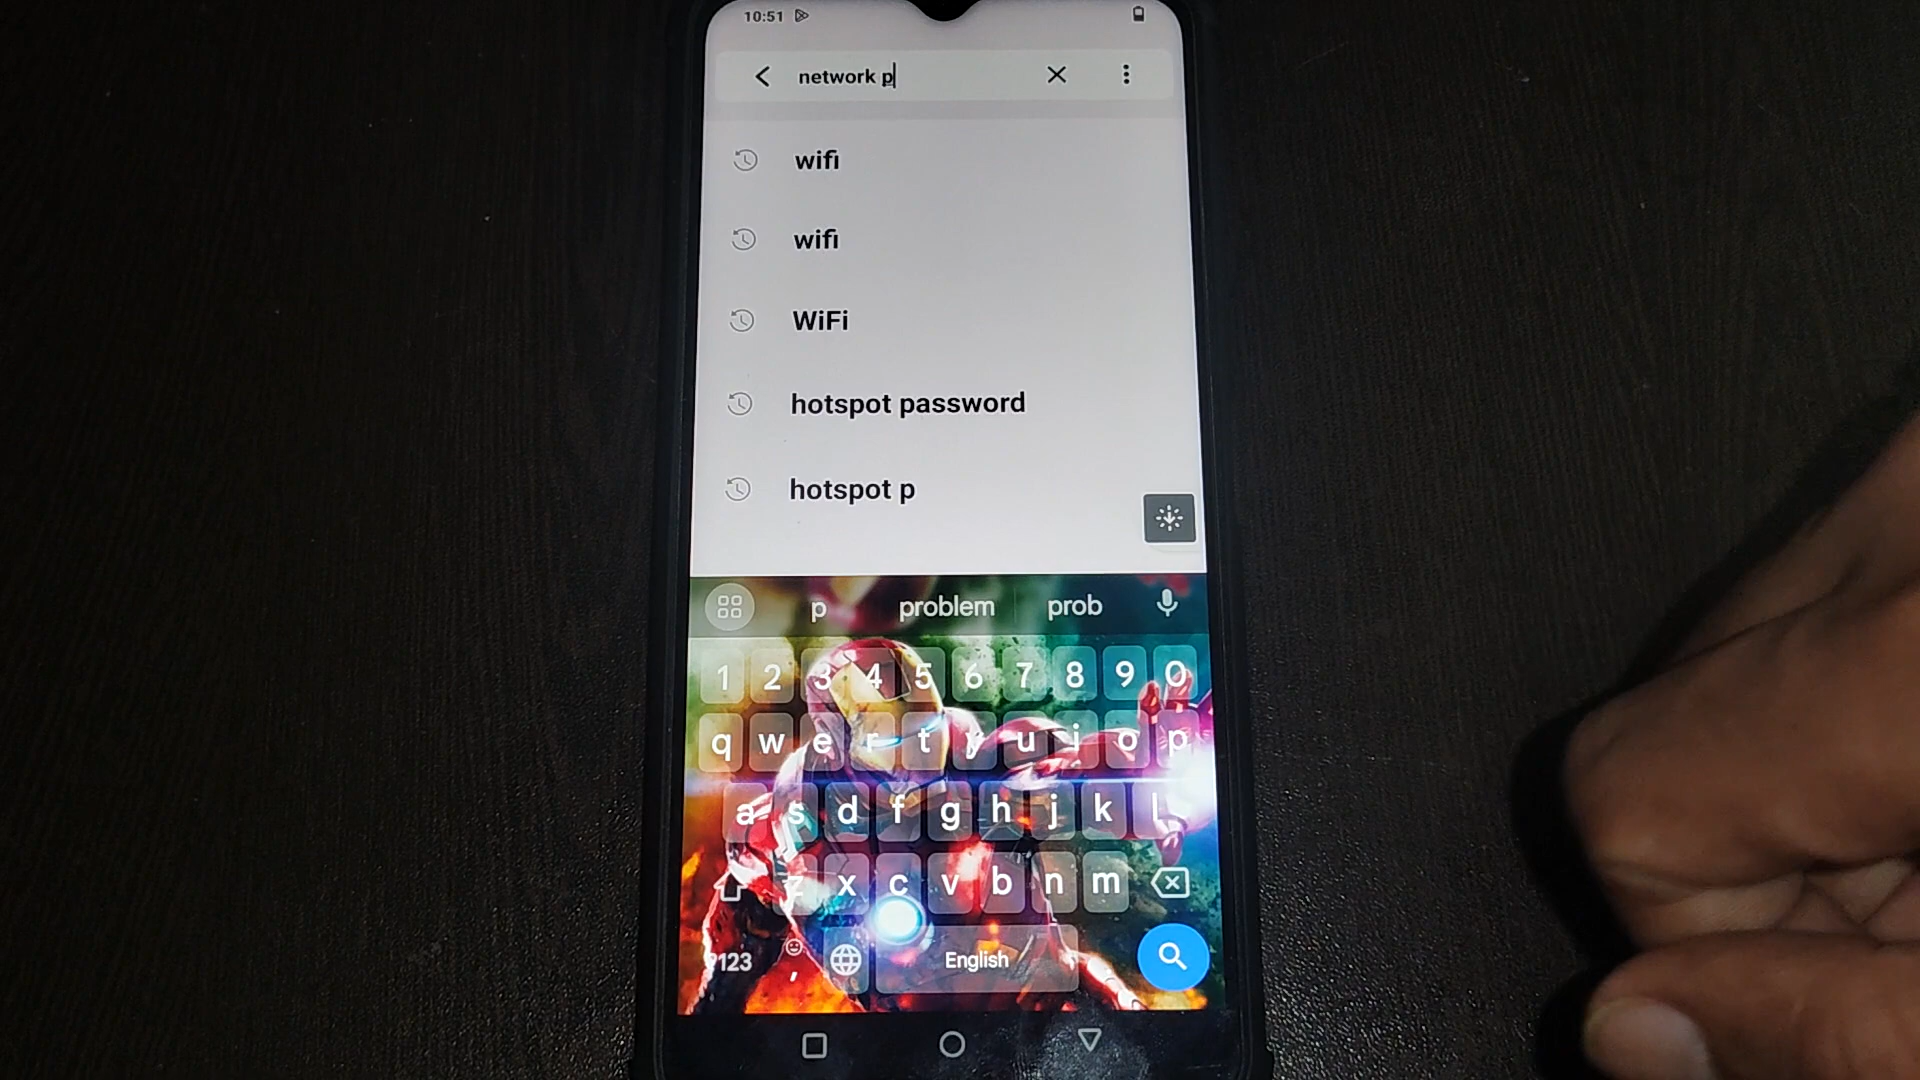 10:51
network p
wifi
wifi
WiFi
hotspot password
hotspot p
p problem prob
1 2 3 4 5 6 7 8 9 0
q w e r t y u i o p
a s d f g h j k l
z x c v b n m
?123 , English